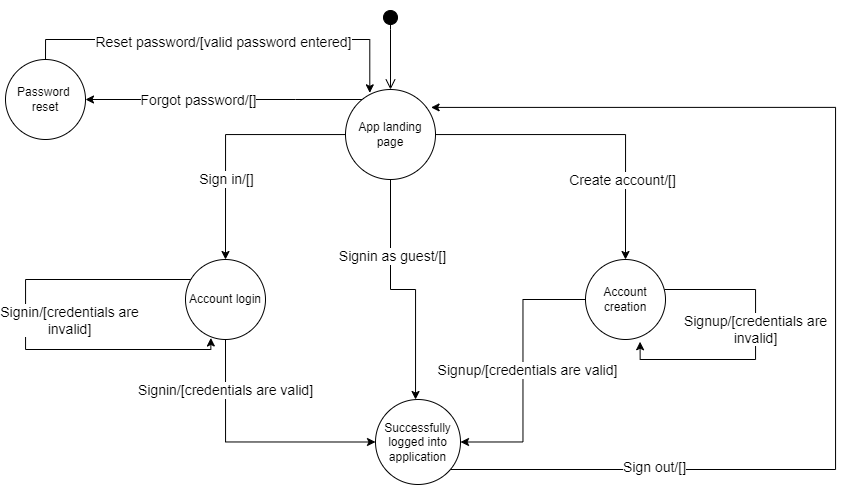 Reset password/[valid password entered]
Password
reset
Forgot password/[]
App landing
page
Sign in/[]
Create account/[]
Signin as guest/[]
Account login
Account
creation
Signin/[credentials are
invalid]
Signup/[credentials are
invalid]
Signin/[credentials are valid]
Signup/[credentials are valid]
Successfully
logged into
application
Sign out/[]